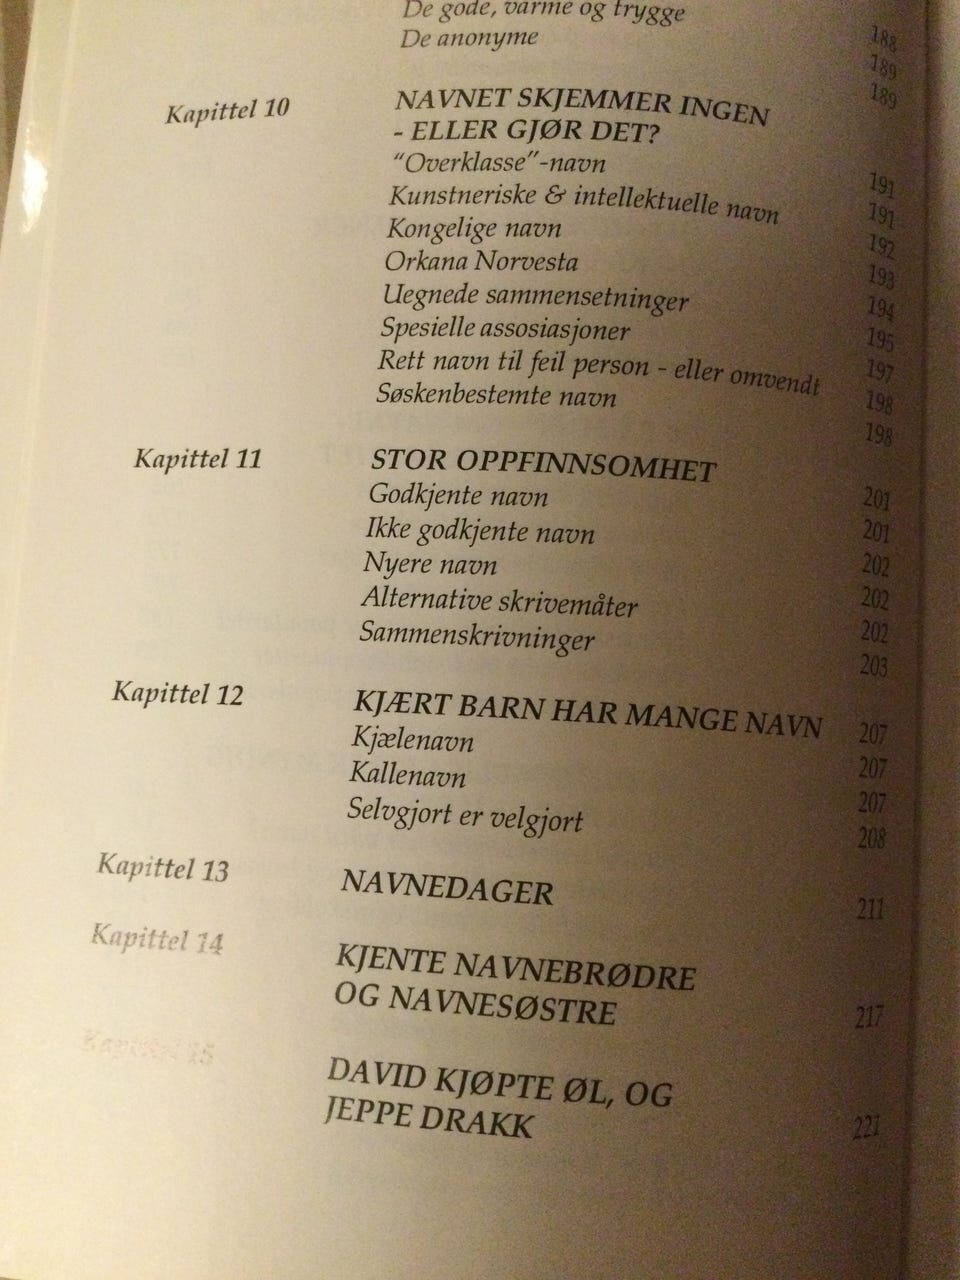 188
De gode, varme og trygge 189
De anonyme 189
Kapittel 10 NAVNET SKJEMMER INGEN
- ELLER GJØR DET? 191
"Overklasse"-navn 191
Kunstneriske & intellektuelle navn 192
Kongelige navn 193
Orkana Norvesta 194
Uegnede sammensetninger 195
Spesielle assosiasjoner 197
Rett navn til feil person - eller omvendt 198
Søskenbestemte navn 198
Kapittel 11 STOR OPPFINNSOMHET 201
Godkjente navn 201
Ikke godkjente navn 202
Nyere navn 202
Alternative skrivemåter 202
Sammenskrivninger 203
Kapittel 12 KJÆRT BARN HAR MANGE NAVN 207
Kjælenavn 207
Kallenavn 207
Selvgjort er velgjort 208
Kapittel 13 NAVNEDAGER 211
Kapittel 14 KJENTE NAVNEBRØDRE
OG NAVNESØSTRE 217
Kapittel 15 DAVID KJØPTE ØL, OG
JEPPE DRAKK 221